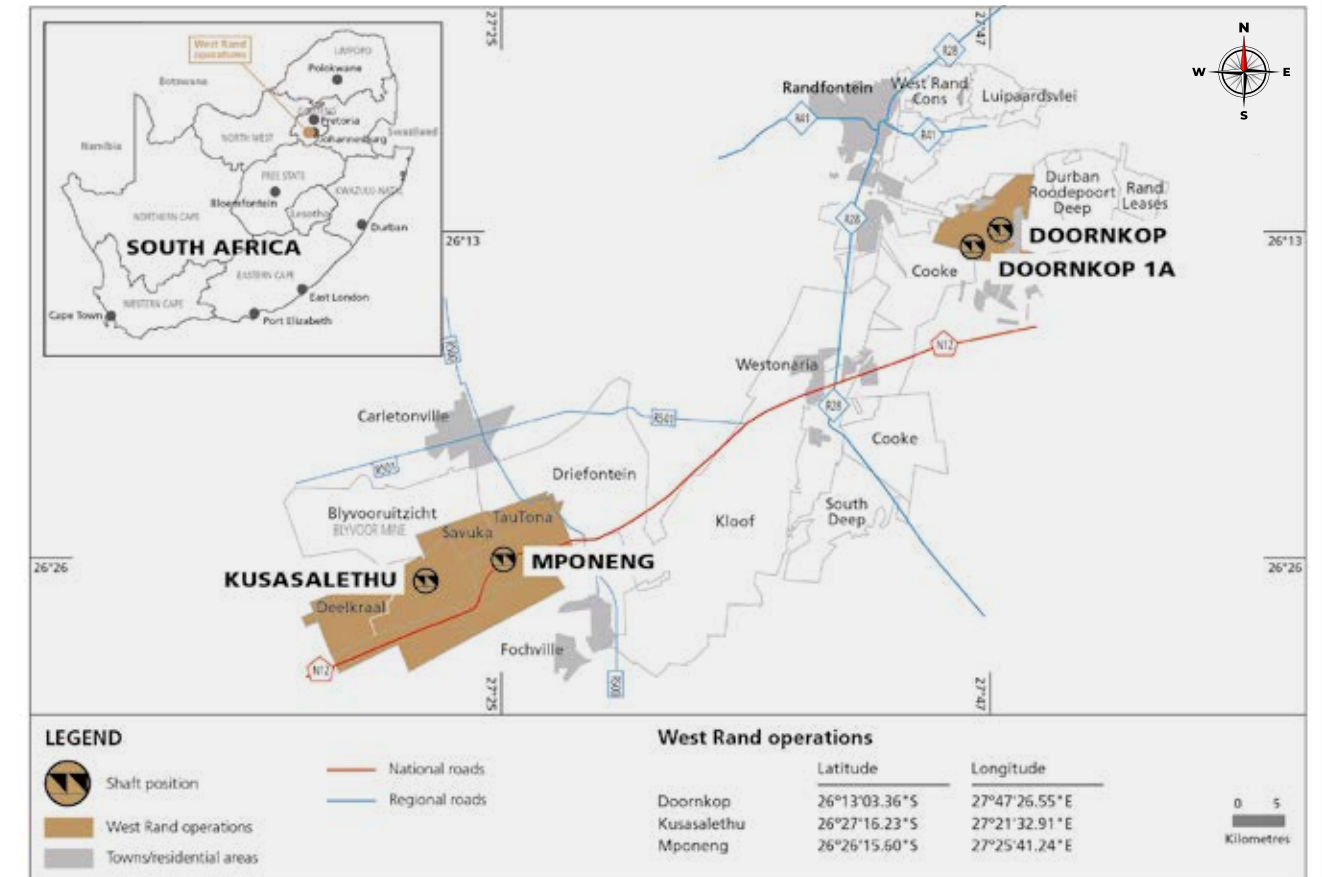 27°25
27°47
N
W
E
S
West Rand
operations
LIMPOPO
Polokwane
Botswana
Pretoria
Johannesburg
NORTH WEST
Swaziland
Namibia
FREE STATE
KWAZULU-NATAL
Bloemfontein
Lesotho
NORTHERN CAPE
Durban
SOUTH AFRICA
EASTERN CAPE
East London
WESTERN CAPE
Cape Town
Port Elizabeth
R28
Randfontein
West Rand
Cons
Luipaardsvlei
R41
R41
Durban
Roodepoort
Deep
Rand
Leases
R28
26°13
DOORNKOP
26°13
Cooke
DOORNKOP 1A
N12
Westonaria
R28
Carletonville
R501
Cooke
R501
Driefontein
Blyvooruitzicht
BLYVOOR MINE
TauTona
Savuka
Kloof
South
Deep
26°26
MPONENG
26°26
KUSASALETHU
Deelkraal
Fochville
N12
27°25
27°47
LEGEND
Shaft position
West Rand operations
Towns/residential areas
National roads
Regional roads
West Rand operations
Latitude Longitude
Doornkop 26°13'03.36"S 27°47'26.55"E
Kusasalethu 26°27'16.23"S 27°21'32.91"E
Mponeng 26°26'15.60"S 27°25'41.24"E
0 5
Kilometres